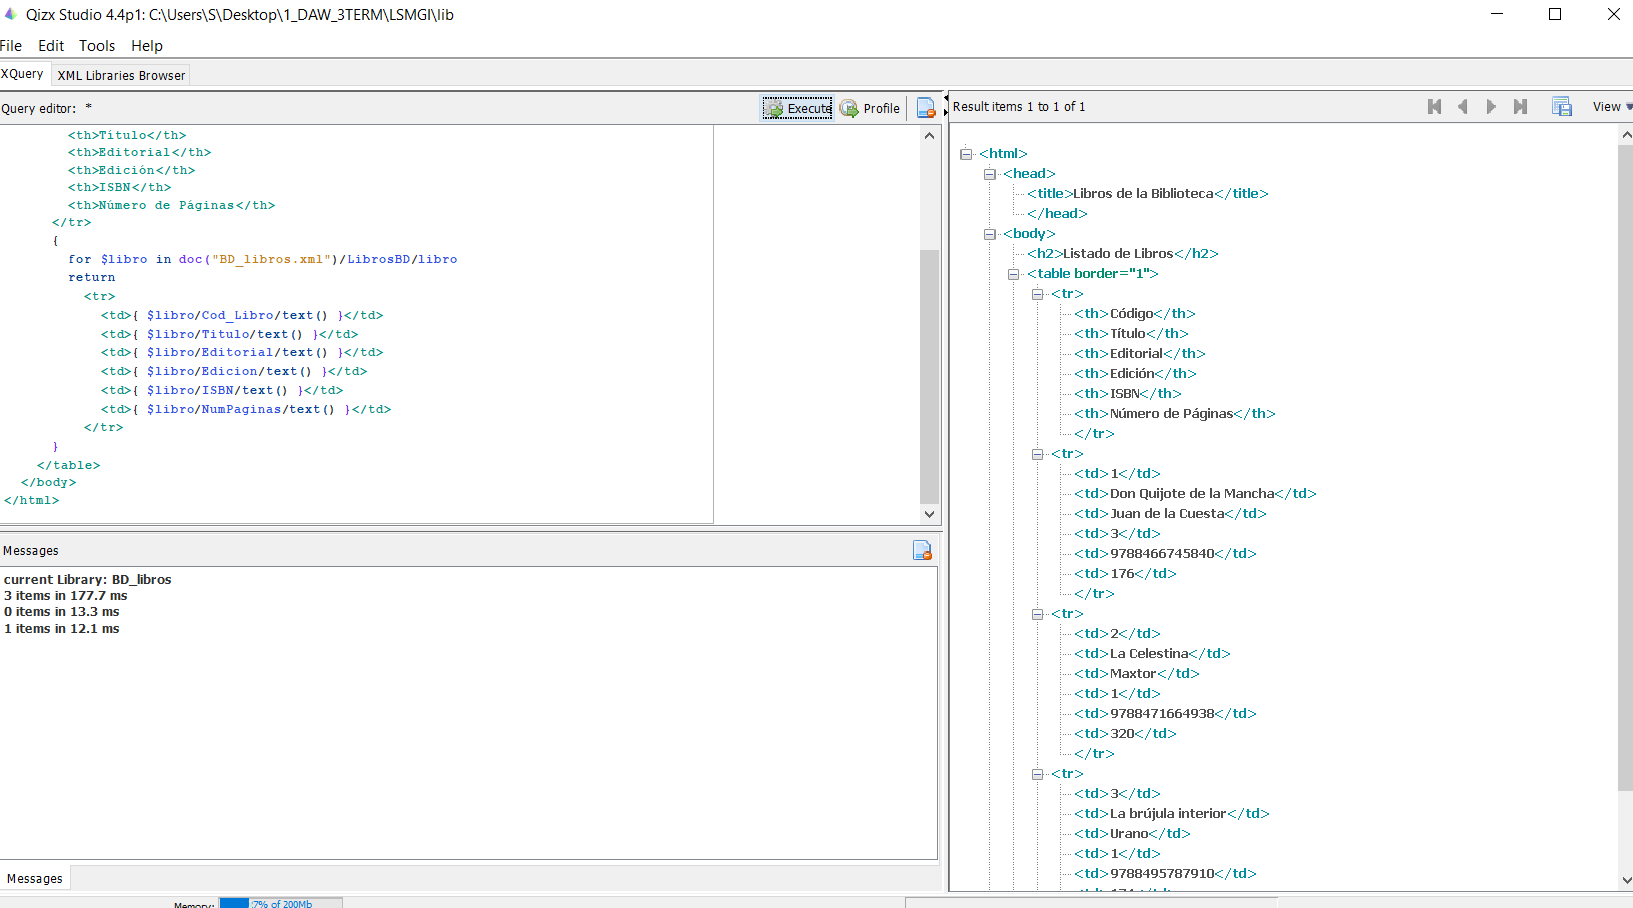 Qizx Studio 4.4p1: C:\Users\S\Desktop\1_DAW_3TERM\LSMGI\lib
File Edit Tools Help
XQuery XML Libraries Browser
Query editor: * Execute Profile
<th>Título</th>
<th>Editorial</th>
<th>Edición</th>
<th>ISBN</th>
<th>Número de Páginas</th>
</tr>
{
for $libro in doc("BD_libros.xml")/LibrosBD/libro
return
<tr>
<td>{ $libro/Cod_Libro/text() }</td>
<td>{ $libro/Titulo/text() }</td>
<td>{ $libro/Editorial/text() }</td>
<td>{ $libro/Edicion/text() }</td>
<td>{ $libro/ISBN/text() }</td>
<td>{ $libro/NumPaginas/text() }</td>
</tr>
}
</table>
</body>
</html>
Messages
current Library: BD_libros
3 items in 177.7 ms
0 items in 13.3 ms
1 items in 12.1 ms
Messages
Memory: 7% of 200Mb
Result items 1 to 1 of 1 View
<html>
<head>
<title>Libros de la Biblioteca</title>
</head>
<body>
<h2>Listado de Libros</h2>
<table border="1">
<tr>
<th>Código</th>
<th>Título</th>
<th>Editorial</th>
<th>Edición</th>
<th>ISBN</th>
<th>Número de Páginas</th>
</tr>
<tr>
<td>1</td>
<td>Don Quijote de la Mancha</td>
<td>Juan de la Cuesta</td>
<td>3</td>
<td>9788466745840</td>
<td>176</td>
</tr>
<tr>
<td>2</td>
<td>La Celestina</td>
<td>Maxtor</td>
<td>1</td>
<td>9788471664938</td>
<td>320</td>
</tr>
<tr>
<td>3</td>
<td>La brújula interior</td>
<td>Urano</td>
<td>1</td>
<td>9788495787910</td>